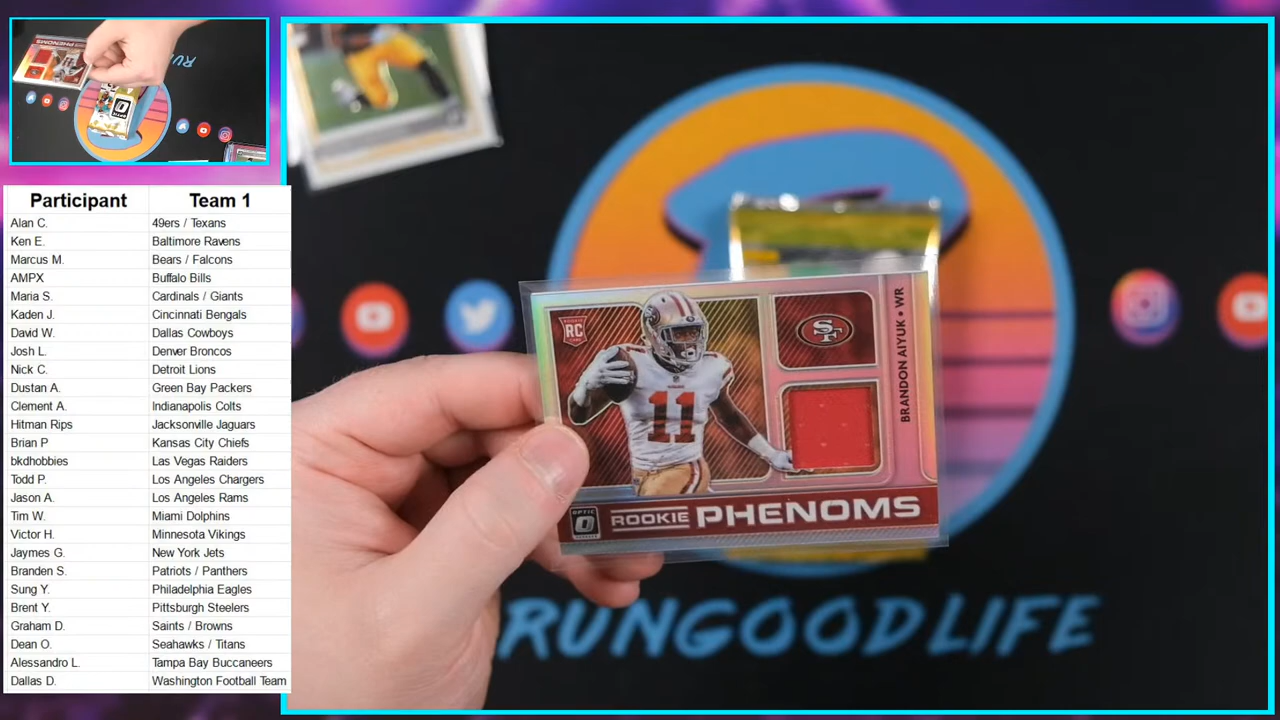 PHENOMS
Participant Team 1
Alan C. 49ers / Texans
Ken E. Baltimore Ravens
Marcus M. Bears / Falcons
AMPX Buffalo Bills
Maria S. Cardinals / Giants
Kaden J. Cincinnati Bengals
David W. Dallas Cowboys
Josh L. Denver Broncos
Nick C. Detroit Lions
Dustan A. Green Bay Packers
Clement A. Indianapolis Colts
Hitman Rips Jacksonville Jaguars
Brian P Kansas City Chiefs
bkdhobbies Las Vegas Raiders
Todd P. Los Angeles Chargers
Jason A. Los Angeles Rams
Tim W. Miami Dolphins
Victor H. Minnesota Vikings
Jaymes G. New York Jets
Branden S. Patriots / Panthers
Sung Y. Philadelphia Eagles
Brent Y. Pittsburgh Steelers
Graham D. Saints / Browns
Dean O. Seahawks / Titans
Alessandro L. Tampa Bay Buccaneers
Dallas D. Washington Football Team
RC
11
SF
BRANDON AIYUK • WR
OPTIC
ROOKIE PHENOMS
RUNGOOD LIFE